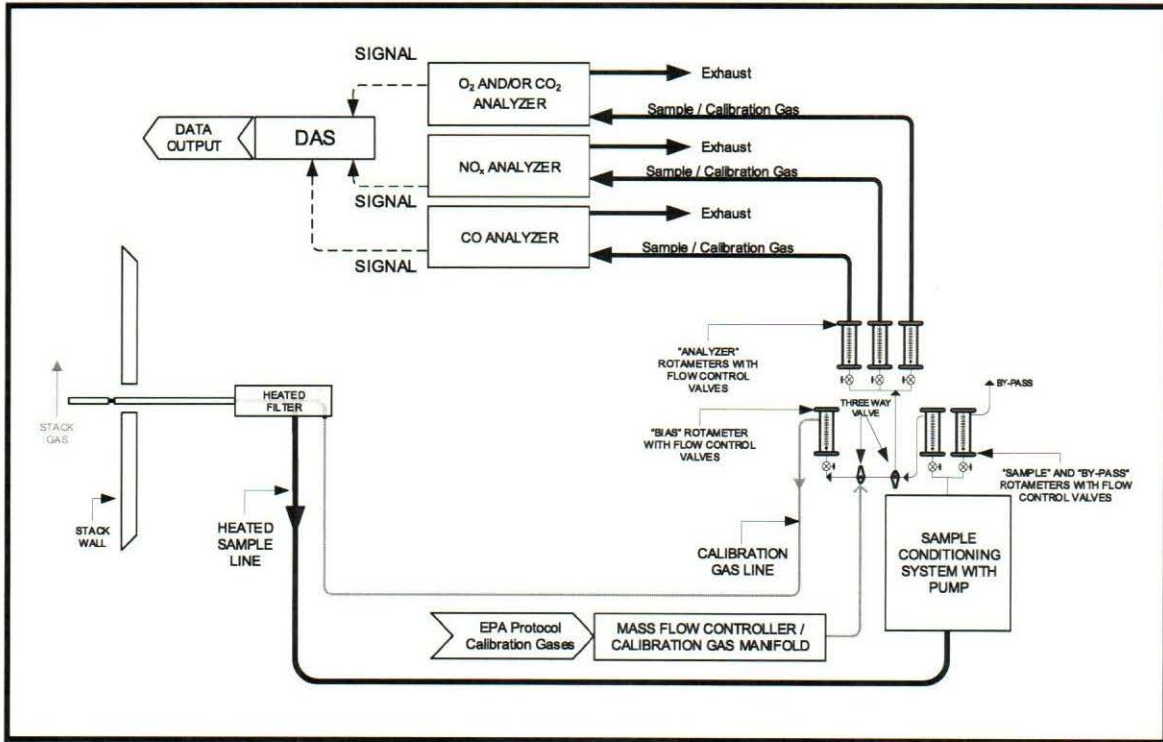 SIGNAL
O₂ AND/OR CO₂
ANALYZER
Exhaust
Sample / Calibration Gas
DATA
OUTPUT
DAS
NOₓ ANALYZER
Exhaust
Sample / Calibration Gas
SIGNAL
CO ANALYZER
Exhaust
Sample / Calibration Gas
SIGNAL
"ANALYZER"
ROTAMETERS WITH
FLOW CONTROL
VALVES
BY-PASS
HEATED
FILTER
THREE WAY
VALVE
STACK
GAS
"BIAS" ROTAMETER
WITH FLOW CONTROL
VALVES
"SAMPLE" AND "BY-PASS"
ROTAMETERS WITH FLOW
CONTROL VALVES
STACK
WALL
HEATED
SAMPLE
LINE
CALIBRATION
GAS LINE
SAMPLE
CONDITIONING
SYSTEM WITH
PUMP
EPA Protocol
Calibration Gases
MASS FLOW CONTROLLER /
CALIBRATION GAS MANIFOLD